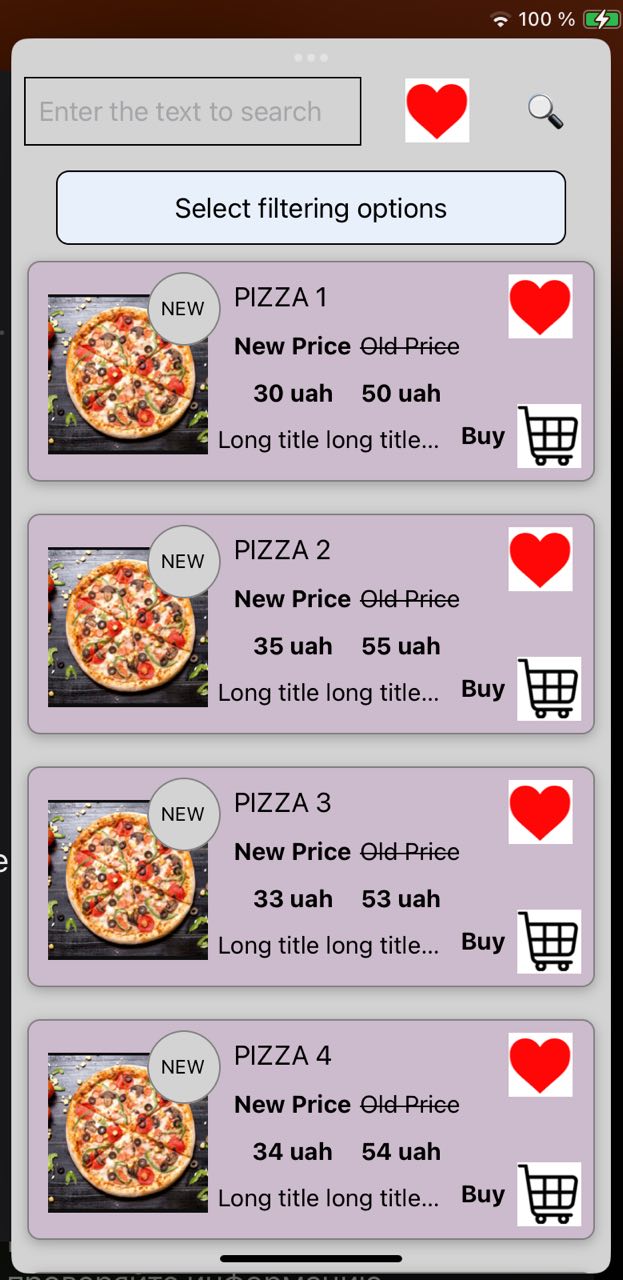 100 %
Enter the text to search
Select filtering options
NEW
PIZZA 1
New Price Old Price
30 uah 50 uah
Long title long title... Buy
NEW
PIZZA 2
New Price Old Price
35 uah 55 uah
Long title long title... Buy
NEW
PIZZA 3
New Price Old Price
33 uah 53 uah
Long title long title... Buy
NEW
PIZZA 4
New Price Old Price
34 uah 54 uah
Long title long title... Buy
проверяйте информацию